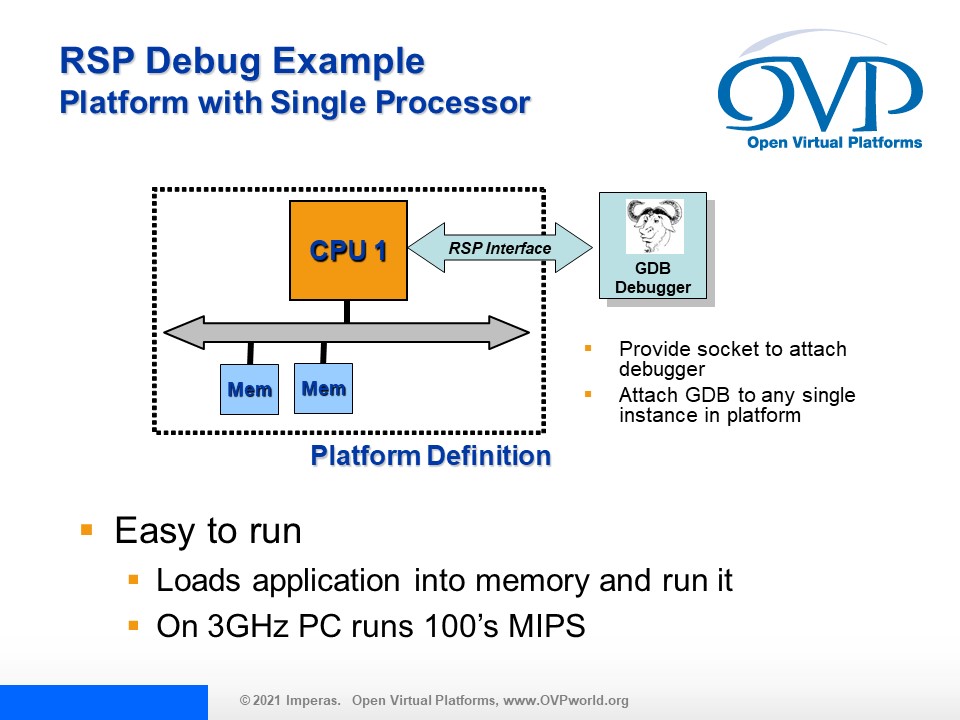 RSP Debug Example
Platform with Single Processor
OVP
Open Virtual Platforms
CPU 1
RSP Interface
GDB
Debugger
Mem
Mem
Platform Definition
▪ Provide socket to attach
debugger
▪ Attach GDB to any single
instance in platform
▪ Easy to run
▪ Loads application into memory and run it
▪ On 3GHz PC runs 100’s MIPS
© 2021 Imperas. Open Virtual Platforms, www.OVPworld.org